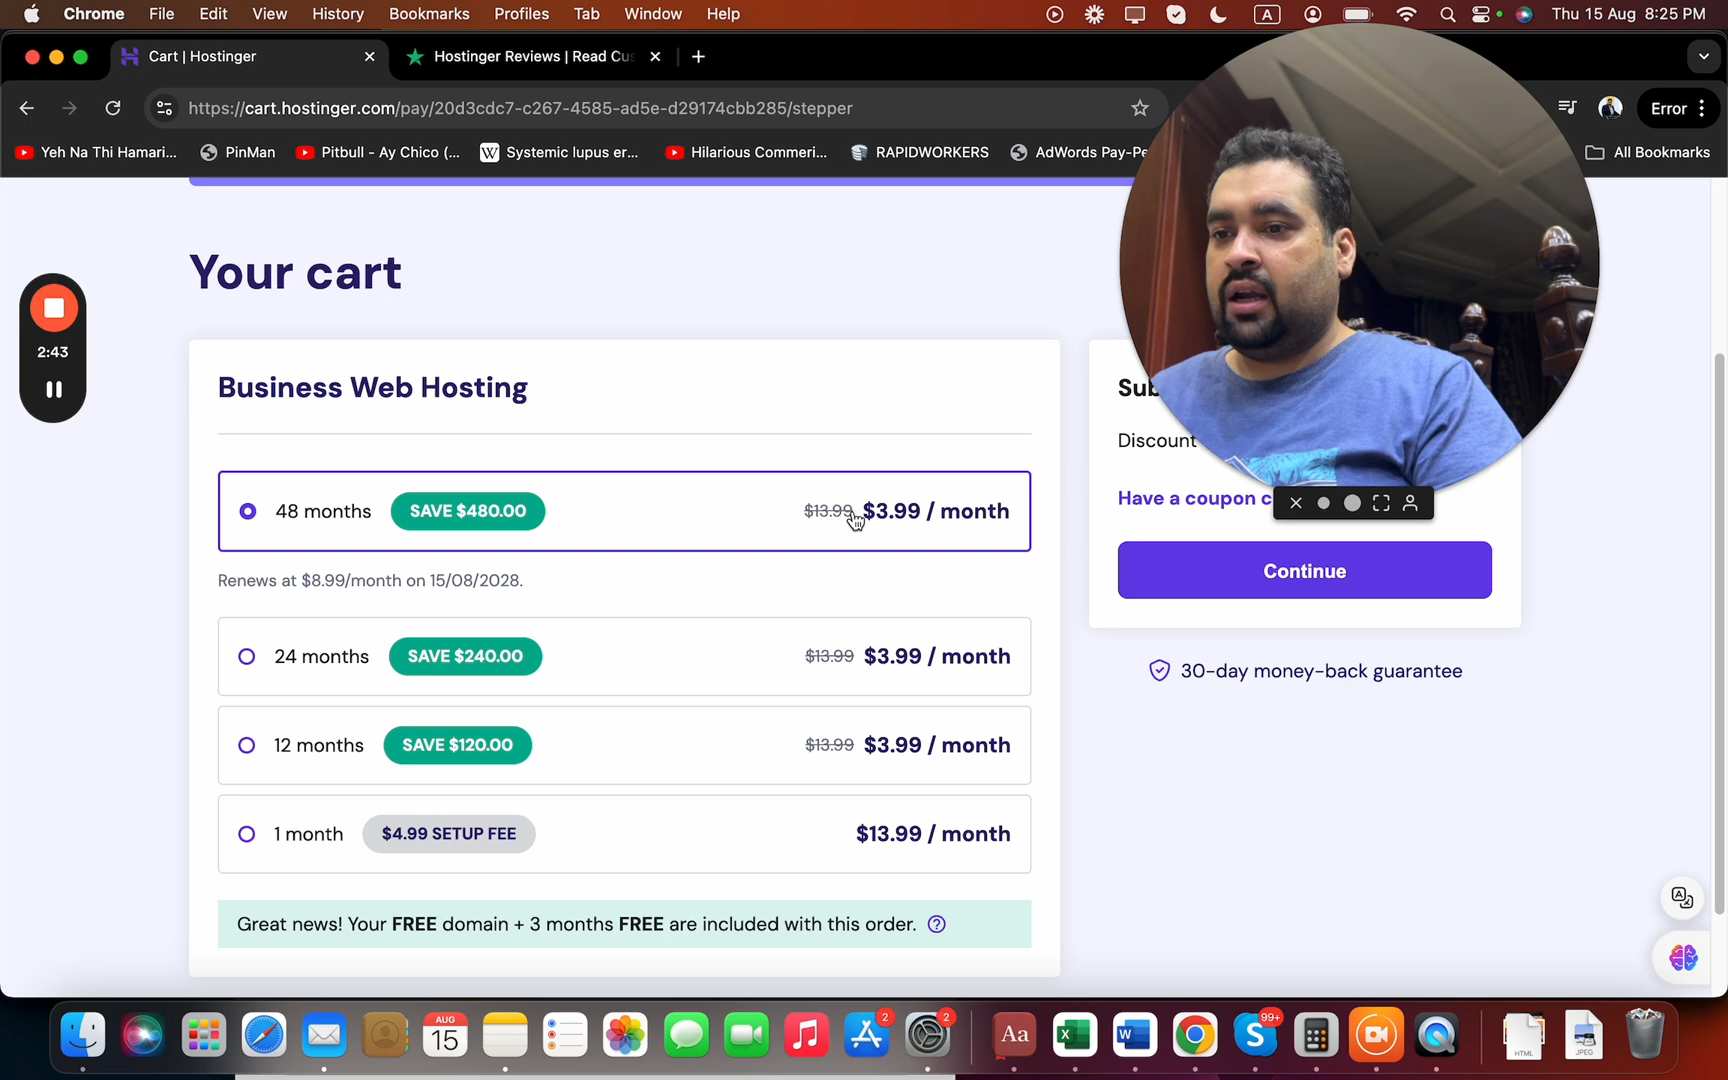 Chrome File Edit View History Bookmarks Profiles Tab Window Help A Thu 15 Aug 8:25 PM
Cart | Hostinger Hostinger Reviews | Read Cus
https://cart.hostinger.com/pay/20d3cdc7-c267-4585-ad5e-d29174cbb285/stepper Error
Yeh Na Thi Hamari... PinMan Pitbull - Ay Chico (... W Systemic lupus er... Hilarious Commeri... RAPIDWORKERS AdWords Pay-Pe All Bookmarks
Your cart
2:43
Business Web Hosting
Sub
Discount
48 months SAVE $480.00 $13.99 $3.99 / month
Have a coupon c
Renews at $8.99/month on 15/08/2028.
Continue
24 months SAVE $240.00 $13.99 $3.99 / month
30-day money-back guarantee
12 months SAVE $120.00 $13.99 $3.99 / month
1 month $4.99 SETUP FEE $13.99 / month
Great news! Your FREE domain + 3 months FREE are included with this order.
AUG
15
2
2
Aa
X
W
S
99+
HTML
JPEG